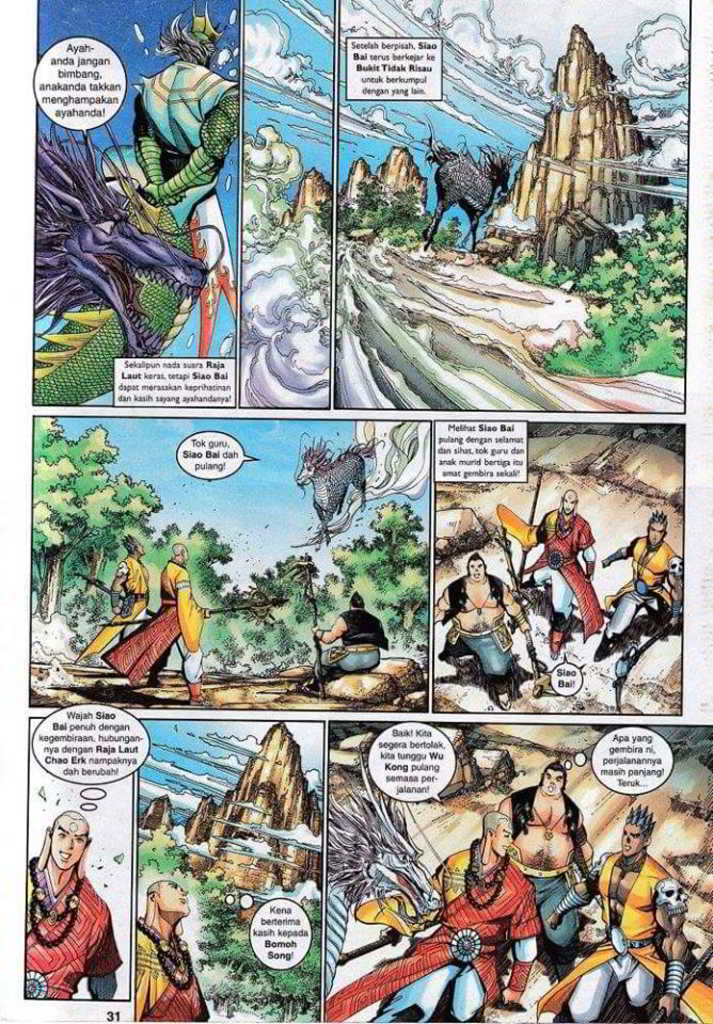 Ayah-
anda jangan
bimbang,
anakanda takkan
menghampakan
ayahanda!
Sekalipun nada suara Raja
Laut keras, tetapi Siao Bai
dapat merasakan keprihatinan
dan kasih sayang ayahandanya!
Setelah berpisah, Siao
Bai terus berkejar ke
Bukit Tidak Risau
untuk berkumpul
dengan yang lain.
Tok guru,
Siao Bai dah
pulang!
Melihat Siao Bai
pulang dengan selamat
dan sihat, tok guru dan
anak murid bertiga itu
amat gembira sekali!
Siao
Bai!
Wajah Siao
Bai penuh dengan
kegembiraan, hubungan-
nya dengan Raja Laut
Chao Erk nampaknya
dah berubah!
Kena
berterima
kasih kepada
Bomoh
Song!
Baik! Kita
segera bertolak,
kita tunggu Wu
Kong pulang
semasa per-
jalanan!
Apa yang
gembira ni,
perjalanannya
masih panjang!
Teruk...
31